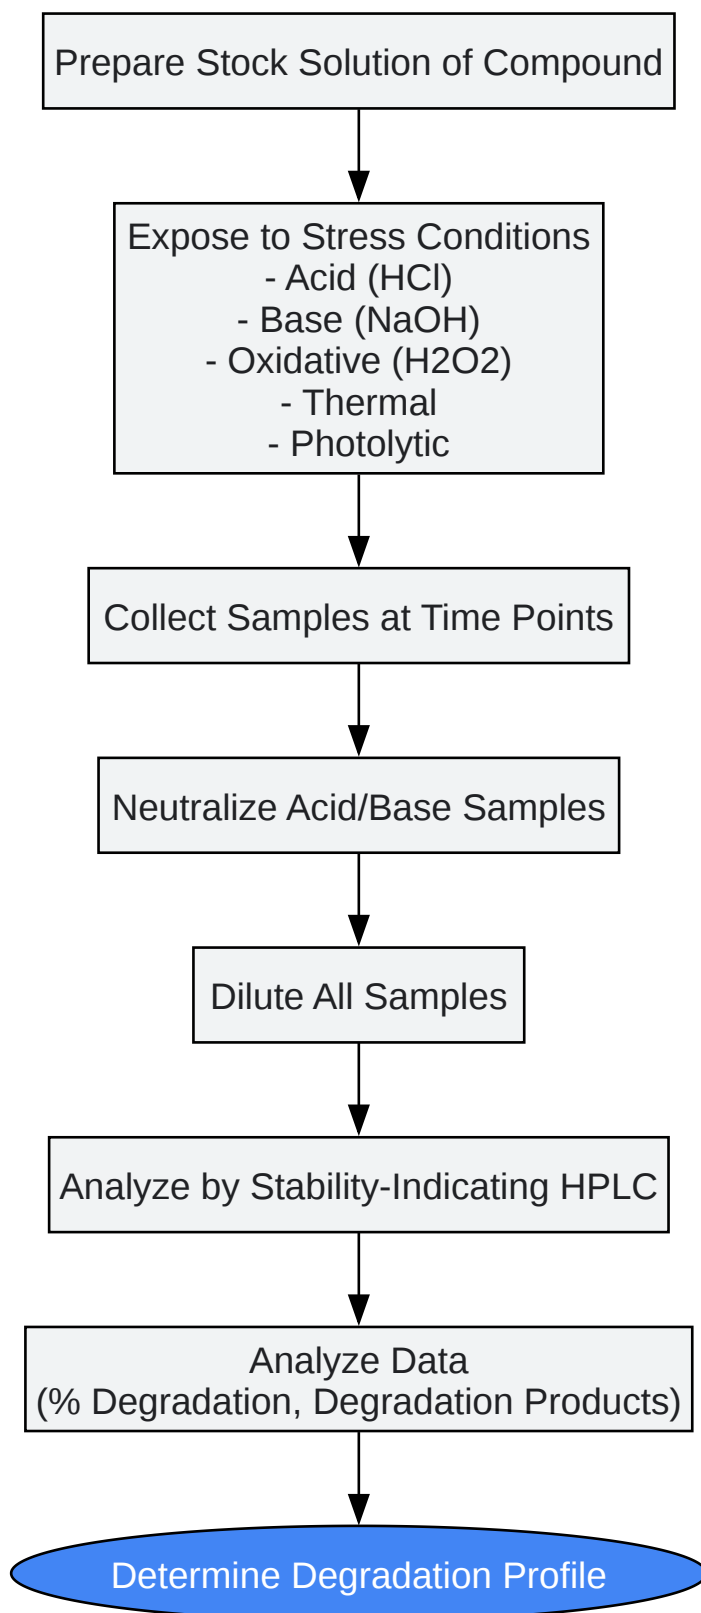 Prepare Stock Solution of Compound
Expose to Stress Conditions
- Acid (HCl)
- Base (NaOH)
- Oxidative (H2O2)
- Thermal
- Photolytic
Collect Samples at Time Points
Neutralize Acid/Base Samples
Dilute All Samples
Analyze by Stability-Indicating HPLC
Analyze Data
(% Degradation, Degradation Products)
Determine Degradation Profile